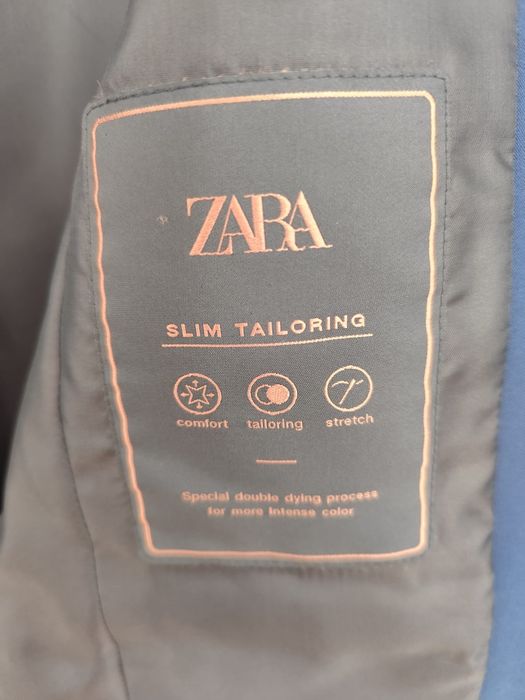 ZARA
SLIM TAILORING
comfort tailoring stretch
Special double dying process
for more intense color